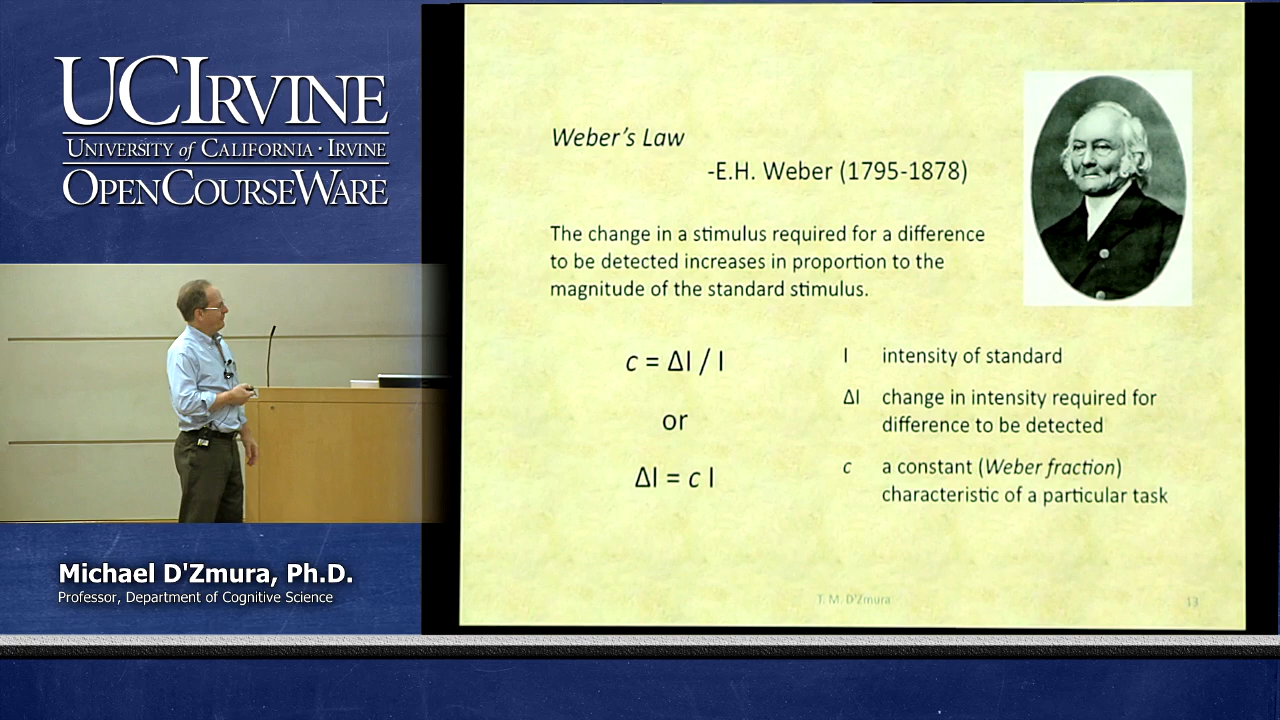 UCIRVINE
UNIVERSITY of CALIFORNIA · IRVINE
OPENCOURSEWARE
Michael D'Zmura, Ph.D.
Professor, Department of Cognitive Science
Weber's Law
-E.H. Weber (1795-1878)
The change in a stimulus required for a difference
to be detected increases in proportion to the
magnitude of the standard stimulus.
c = ΔI / I
or
ΔI = c I
I intensity of standard
ΔI change in intensity required for
difference to be detected
c a constant (Weber fraction)
characteristic of a particular task
T. M. D'Zmura
13